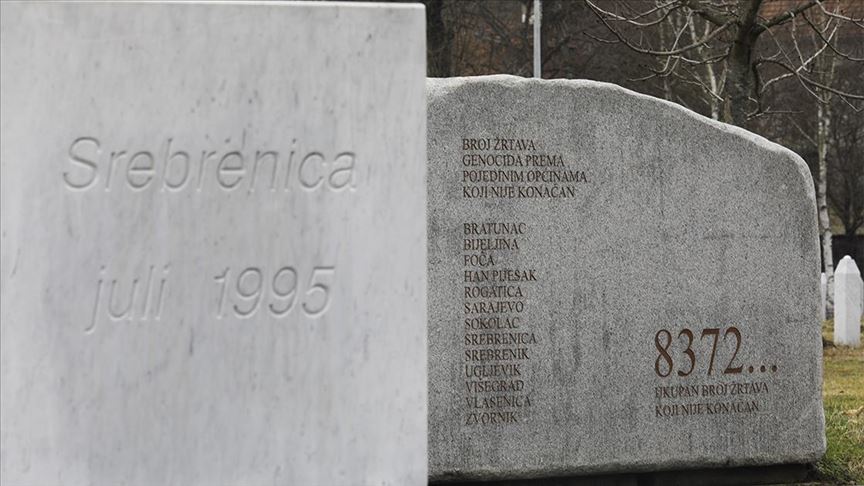 Srebrenica
juli 1995
BROJ ŽRTAVA
GENOCIDA PREMA
POJEDINIM OPĆINAMA
KOJI NIJE KONAČAN
BRATUNAC
BIJELJINA
FOČA
HAN PIJESAK
ROGATICA
SARAJEVO
SOKOLAC
SREBRENICA
SREBRENIK
UGLJEVIK
VIŠEGRAD
VLASENICA
ZVORNIK
8372...
UKUPAN BROJ ŽRTAVA
KOJI NIJE KONAČAN